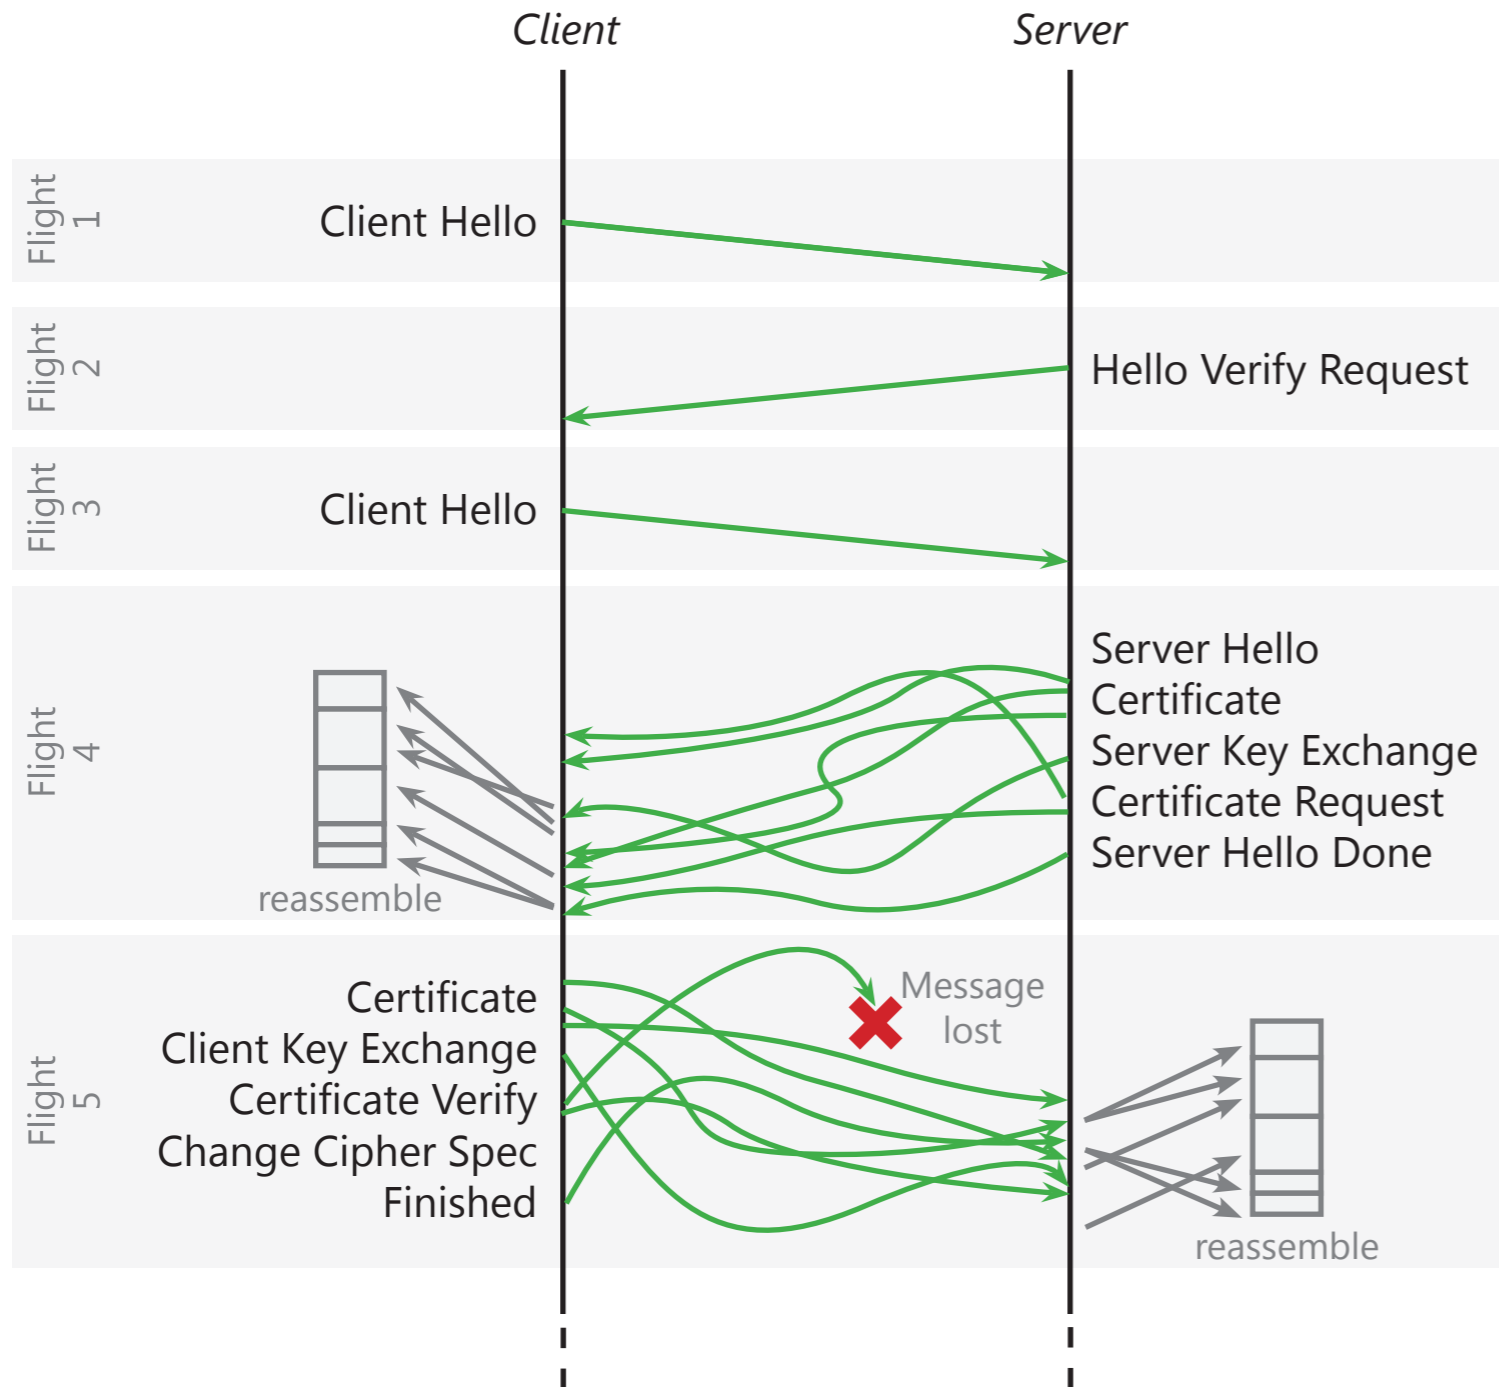 Client
Server
Flight
1
Client Hello
Flight
2
Hello Verify Request
Flight
3
Client Hello
Flight
4
Server Hello
Certificate
Server Key Exchange
Certificate Request
Server Hello Done
reassemble
Flight
5
Certificate
Client Key Exchange
Certificate Verify
Change Cipher Spec
Finished
Message
lost
reassemble